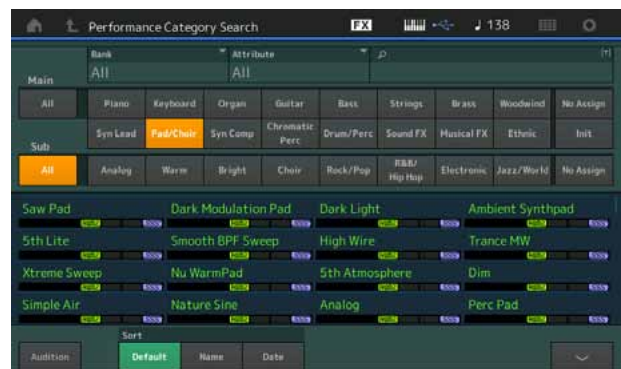 Performance Category Search FX ♩ 138
Bank Attribute
Main All All
All Piano Keyboard Organ Guitar Bass Strings Brass Woodwind No Assign
Syn Lead Pad/Choir Syn Comp Chromatic Perc Drum/Perc Sound FX Musical FX Ethnic Init
Sub
All Analog Warm Bright Choir Rock/Pop R&B/Hip Hop Electronic Jazz/World No Assign
Saw Pad Dark Modulation Pad Dark Light Ambient Synthpad
5th Lite Smooth BPF Sweep High Wire Trance MW
Xtreme Sweep Nu WarmPad 5th Atmosphere Dim
Simple Air Nature Sine Analog Perc Pad
Sort
Audition Default Name Date